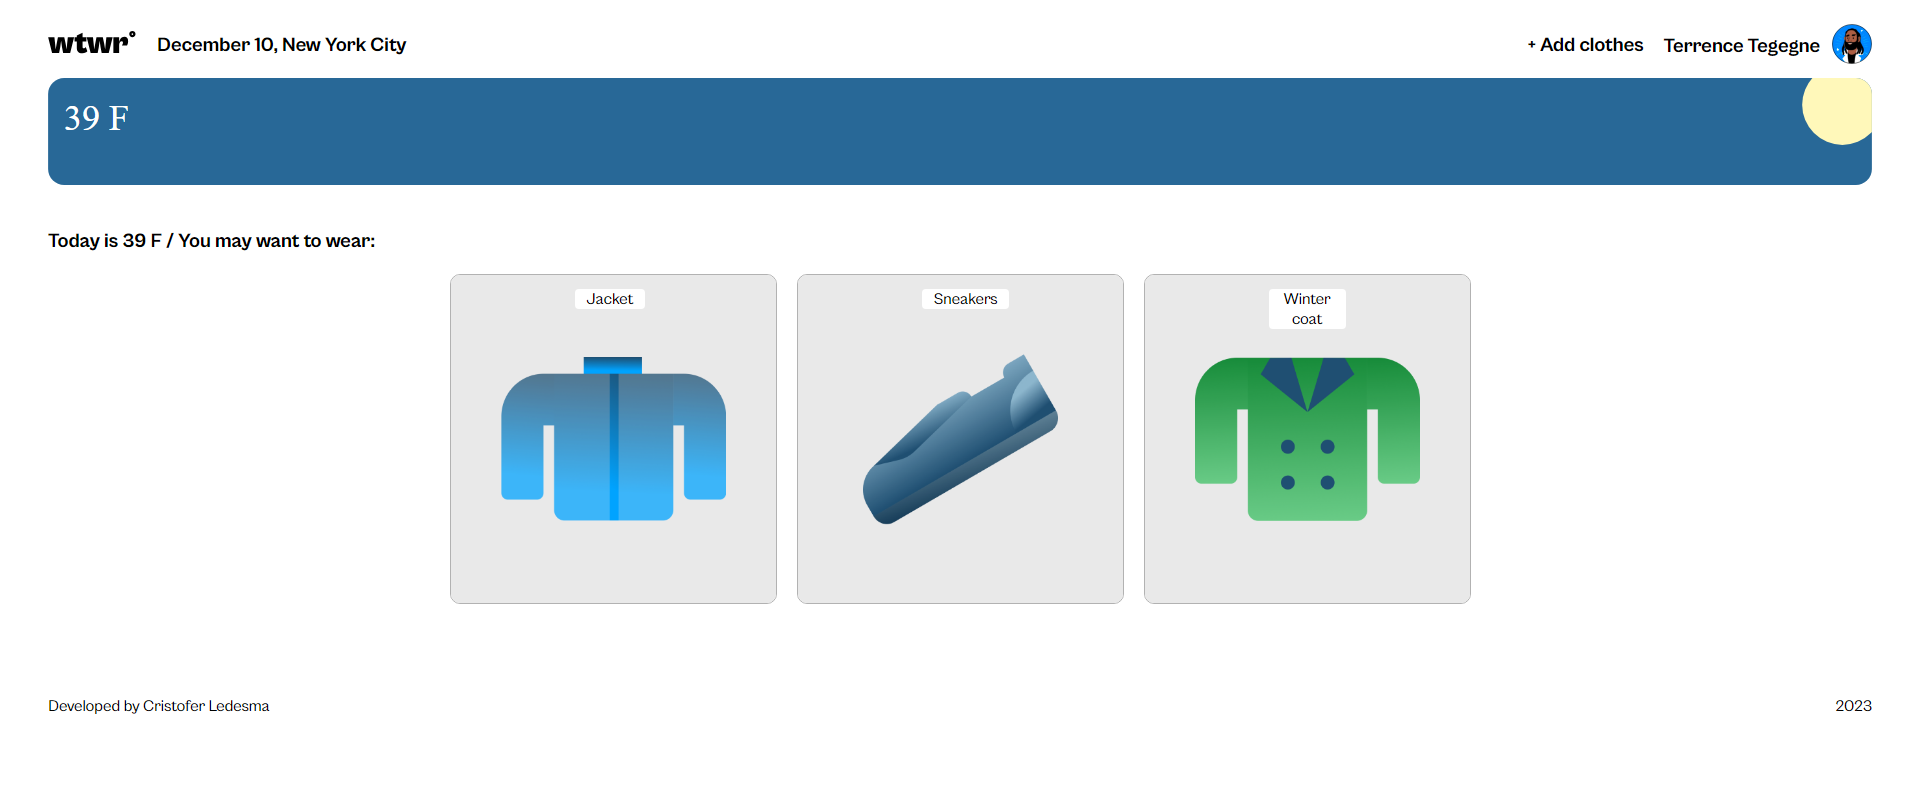 wtwr°
December 10, New York City
+ Add clothes
Terrence Tegegne
39 F
Today is 39 F / You may want to wear:
Jacket
Sneakers
Winter
coat
Developed by Cristofer Ledesma
2023